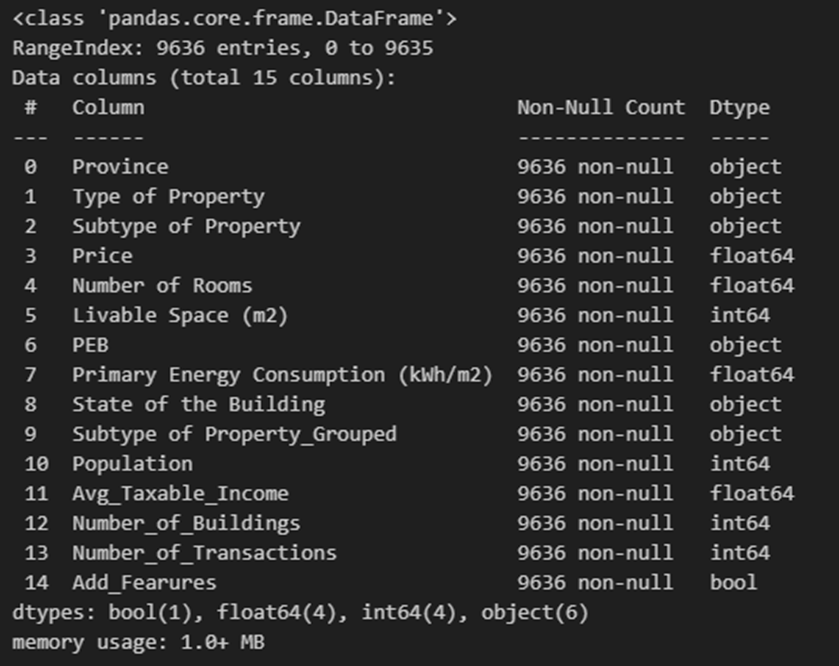 <class 'pandas.core.frame.DataFrame'>
RangeIndex: 9636 entries, 0 to 9635
Data columns (total 15 columns):
 #   Column                              Non-Null Count  Dtype
---  ------                              --------------  -----
 0   Province                            9636 non-null   object
 1   Type of Property                    9636 non-null   object
 2   Subtype of Property                 9636 non-null   object
 3   Price                               9636 non-null   float64
 4   Number of Rooms                     9636 non-null   float64
 5   Livable Space (m2)                  9636 non-null   int64
 6   PEB                                 9636 non-null   object
 7   Primary Energy Consumption (kWh/m2)  9636 non-null   float64
 8   State of the Building               9636 non-null   object
 9   Subtype of Property_Grouped         9636 non-null   object
 10  Population                          9636 non-null   int64
 11  Avg_Taxable_Income                  9636 non-null   float64
 12  Number_of_Buildings                 9636 non-null   int64
 13  Number_of_Transactions              9636 non-null   int64
 14  Add_Fearures                        9636 non-null   bool
dtypes: bool(1), float64(4), int64(4), object(6)
memory usage: 1.0+ MB